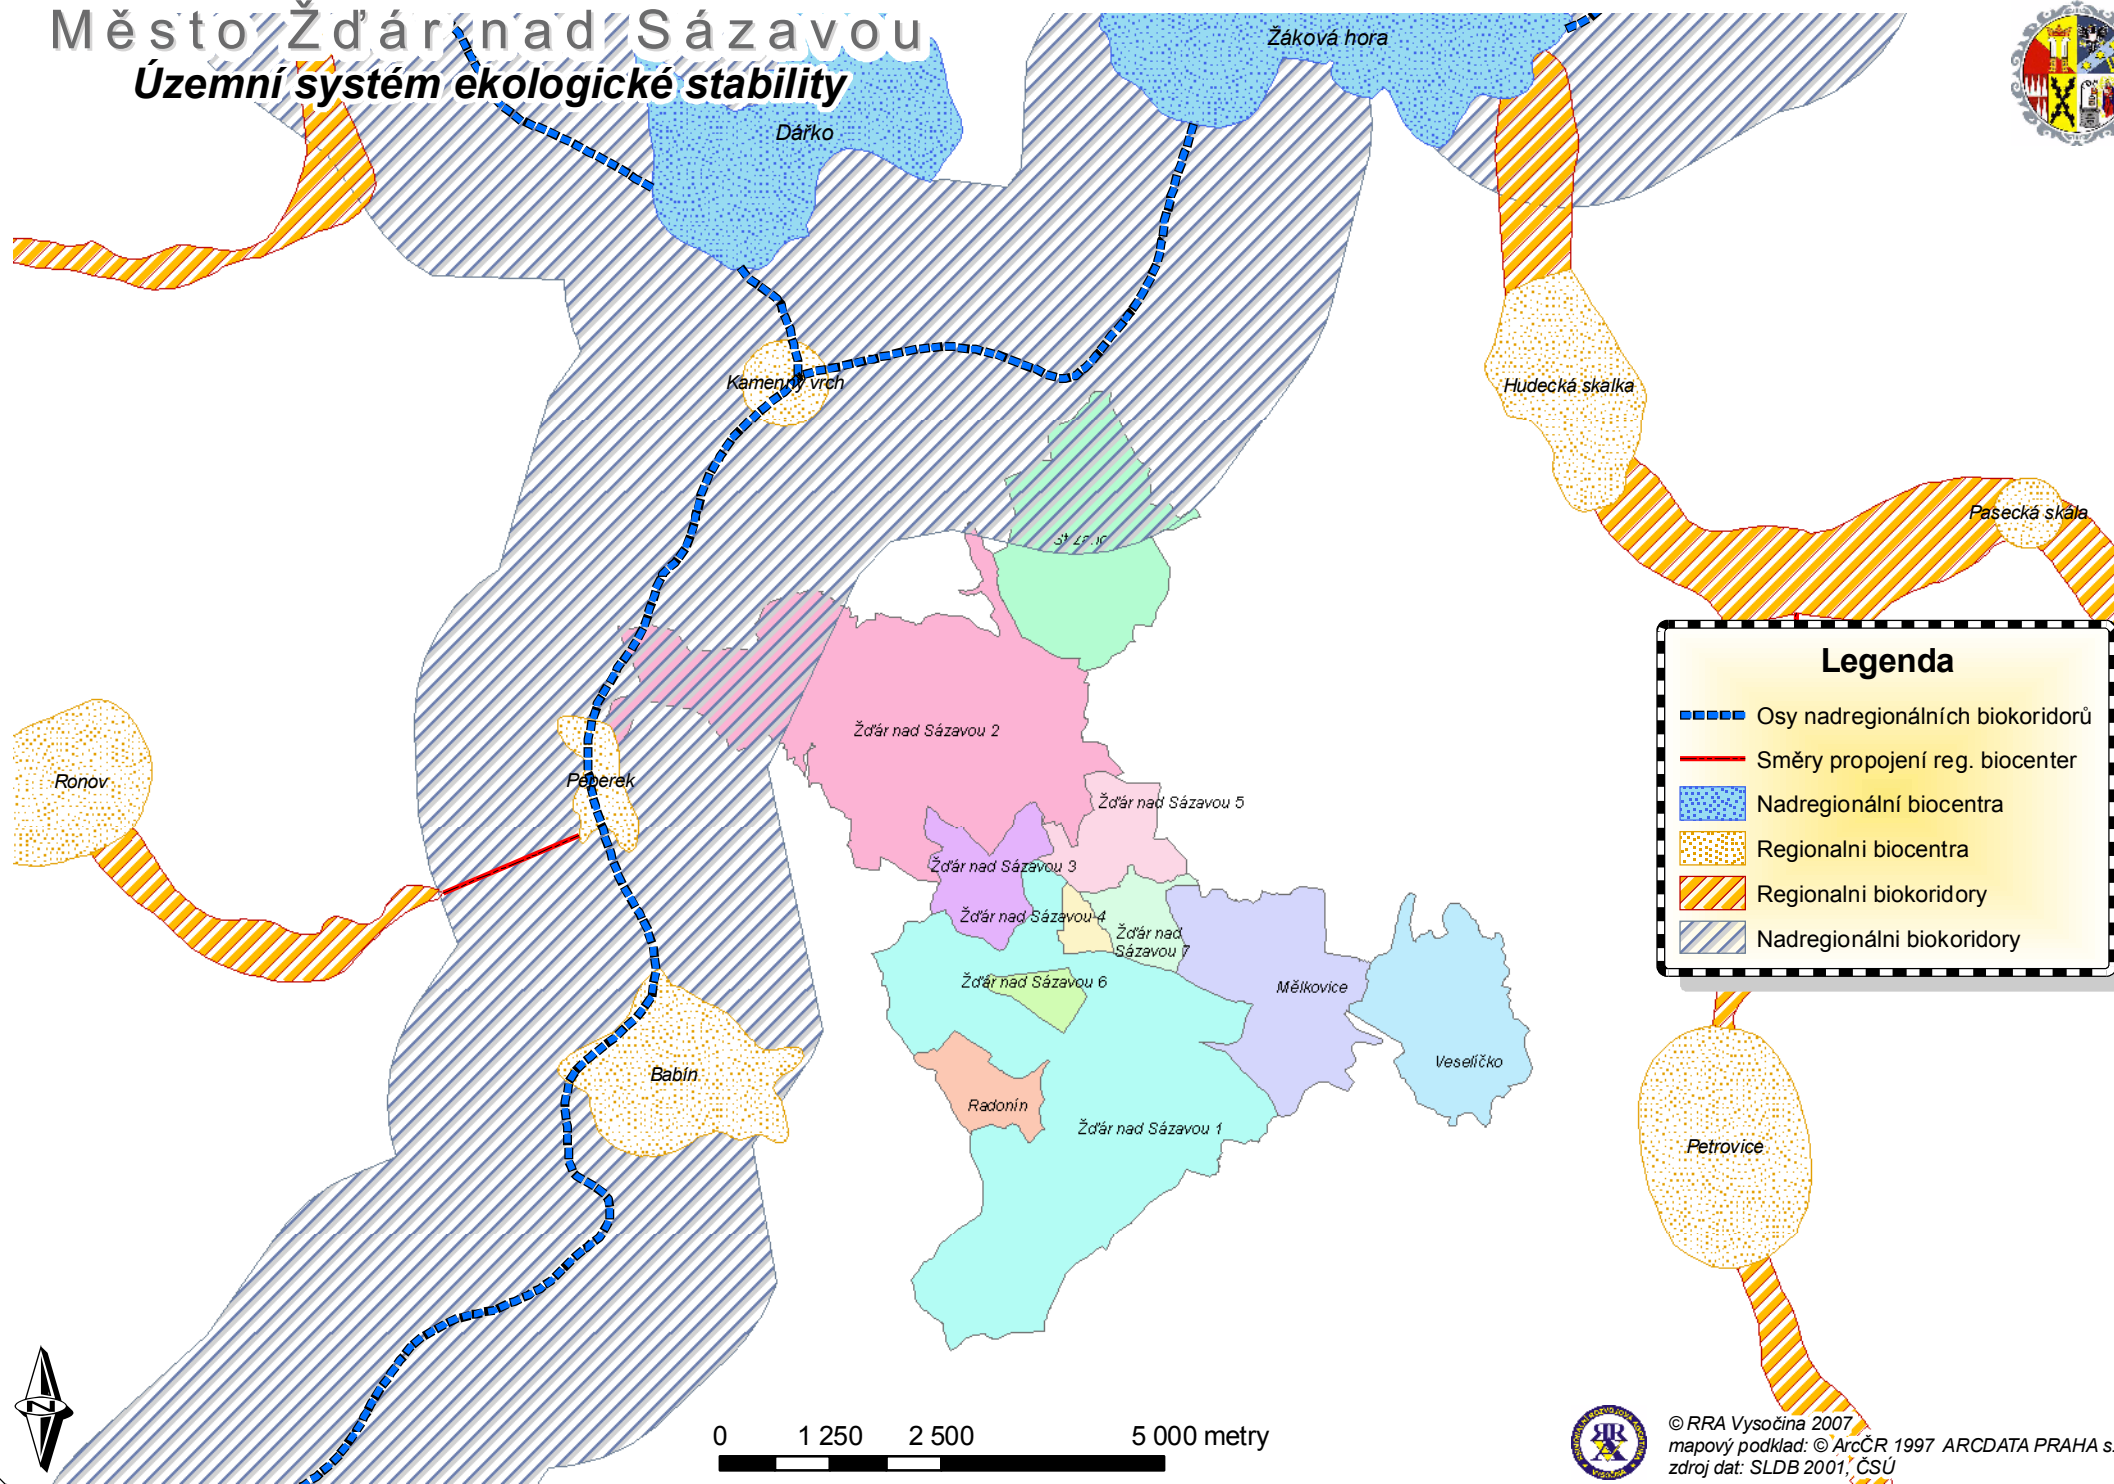 Město Žďár nad Sázavou
Územní systém ekologické stability
Žáková hora
Dářko
Kamenný vrch
Hudecká skalka
Pasecká skála
Legenda
Osy nadregionálních biokoridorů
Směry propojení reg. biocenter
Nadregionální biocentra
Regionalni biocentra
Regionalni biokoridory
Nadregionálni biokoridory
Žďár nad Sázavou 2
Ronov
Peperek
Žďár nad Sázavou 5
Žďár nad Sázavou 3
Žďár nad Sázavou 4
Žďár nad
Sázavou 7
Žďár nad Sázavou 6
Mělkovice
Veselíčko
Babín
Radonín
Žďár nad Sázavou 1
Petrovice
N
0 1 250 2 500 5 000 metry
© RRA Vysočina 2007
mapový podklad: © ArcČR 1997 ARCDATA PRAHA s.
zdroj dat: SLDB 2001, ČSÚ